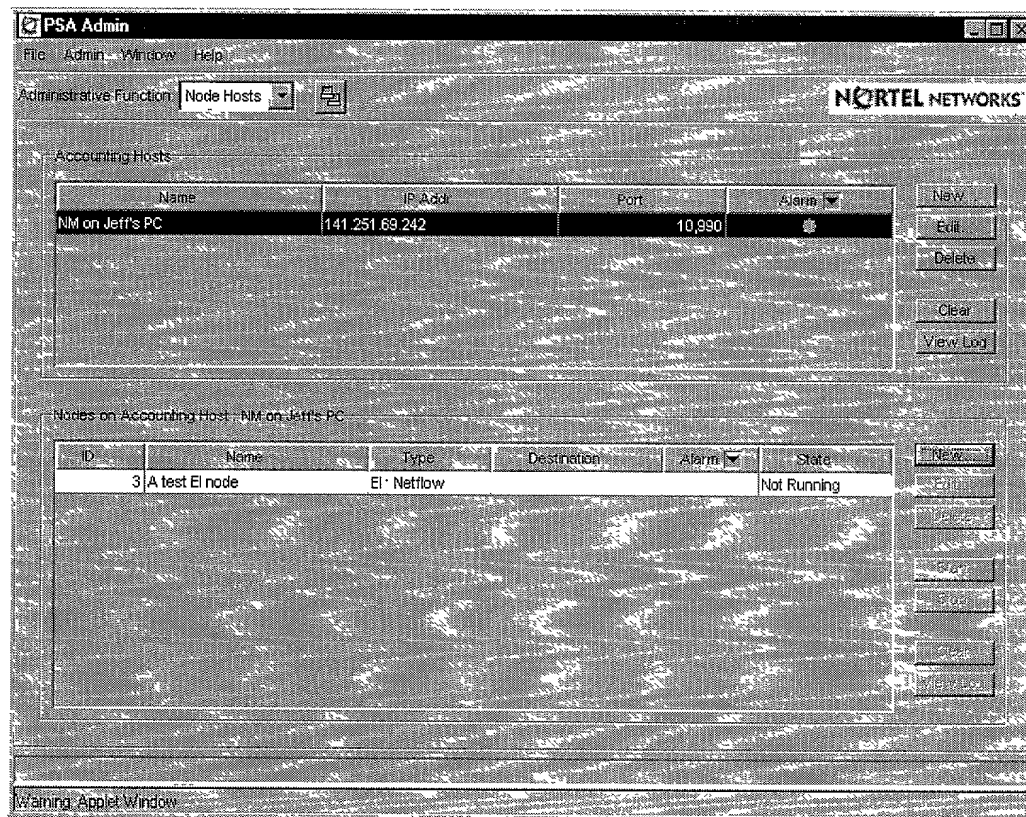 PSA Admin
File Admin Window Help
Administrative Function: Node Hosts
NORTEL NETWORKS
Accounting Hosts
Name IP Addr Port Alarm
NM on Jeff's PC 141.251.69.242 10,990
New...
Edit...
Delete
Clear
View Log
Nodes on Accounting Host: NM on Jeff's PC
ID Name Type Destination Alarm State
3 A test EI node EI - Netflow Not Running
New...
Edit...
Delete
Start
Stop
Clear
View Log
Warning: Applet Window